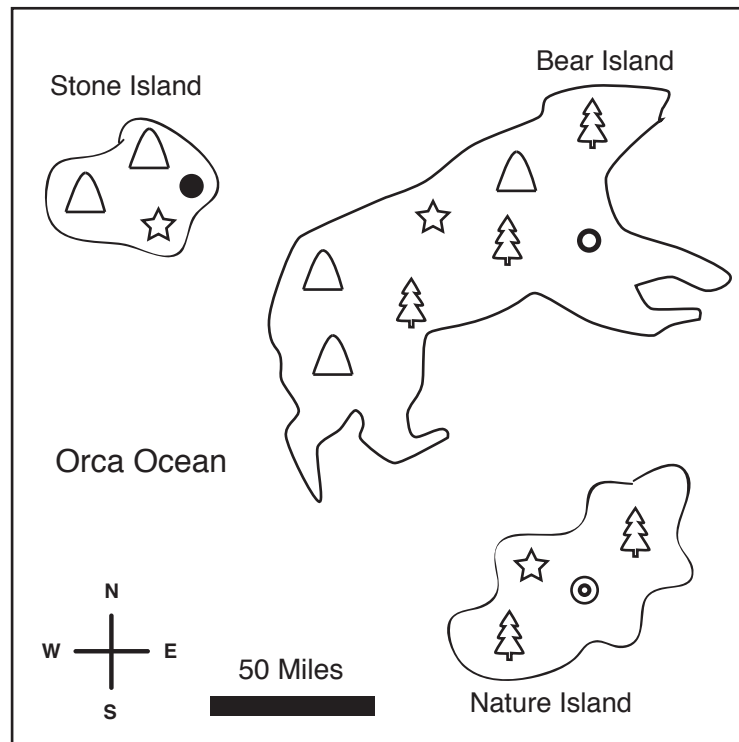 Bear Island
Stone Island
Orca Ocean
N
W E
S
50 Miles
Nature Island